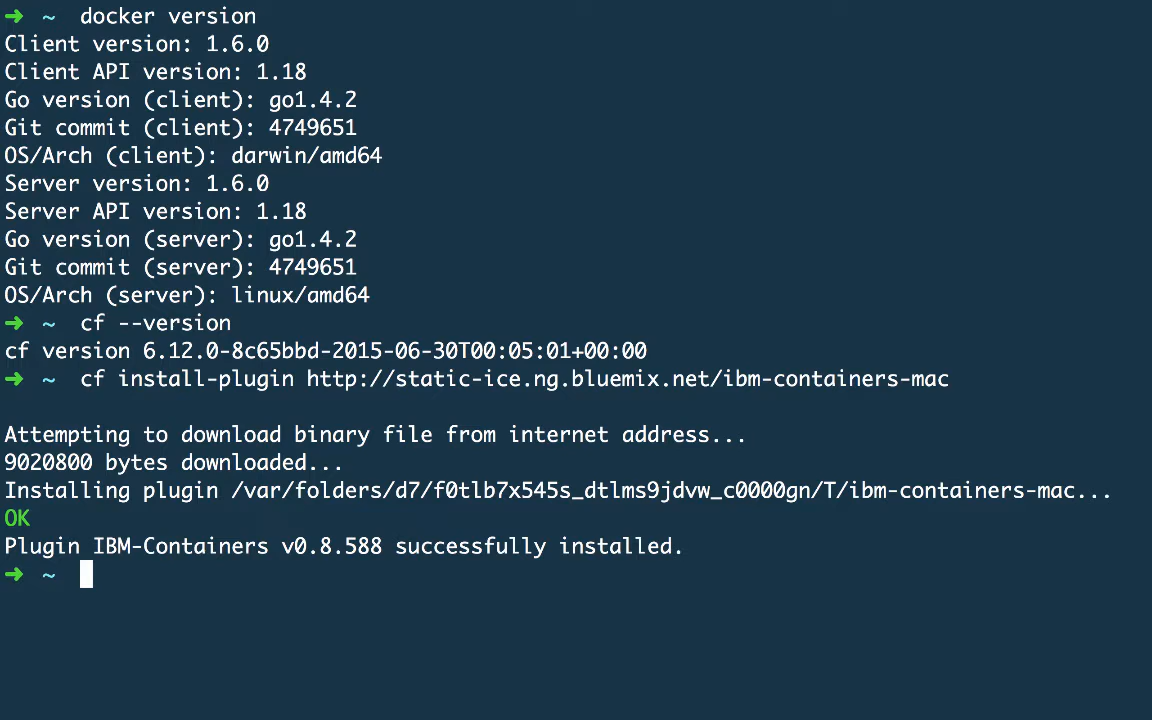 ➜ ~ docker version
Client version: 1.6.0
Client API version: 1.18
Go version (client): go1.4.2
Git commit (client): 4749651
OS/Arch (client): darwin/amd64
Server version: 1.6.0
Server API version: 1.18
Go version (server): go1.4.2
Git commit (server): 4749651
OS/Arch (server): linux/amd64
➜ ~ cf --version
cf version 6.12.0-8c65bbd-2015-06-30T00:05:01+00:00
➜ ~ cf install-plugin http://static-ice.ng.bluemix.net/ibm-containers-mac
Attempting to download binary file from internet address...
9020800 bytes downloaded...
Installing plugin /var/folders/d7/f0tlb7x545s_dtlms9jdvw_c0000gn/T/ibm-containers-mac...
OK
Plugin IBM-Containers v0.8.588 successfully installed.
➜ ~